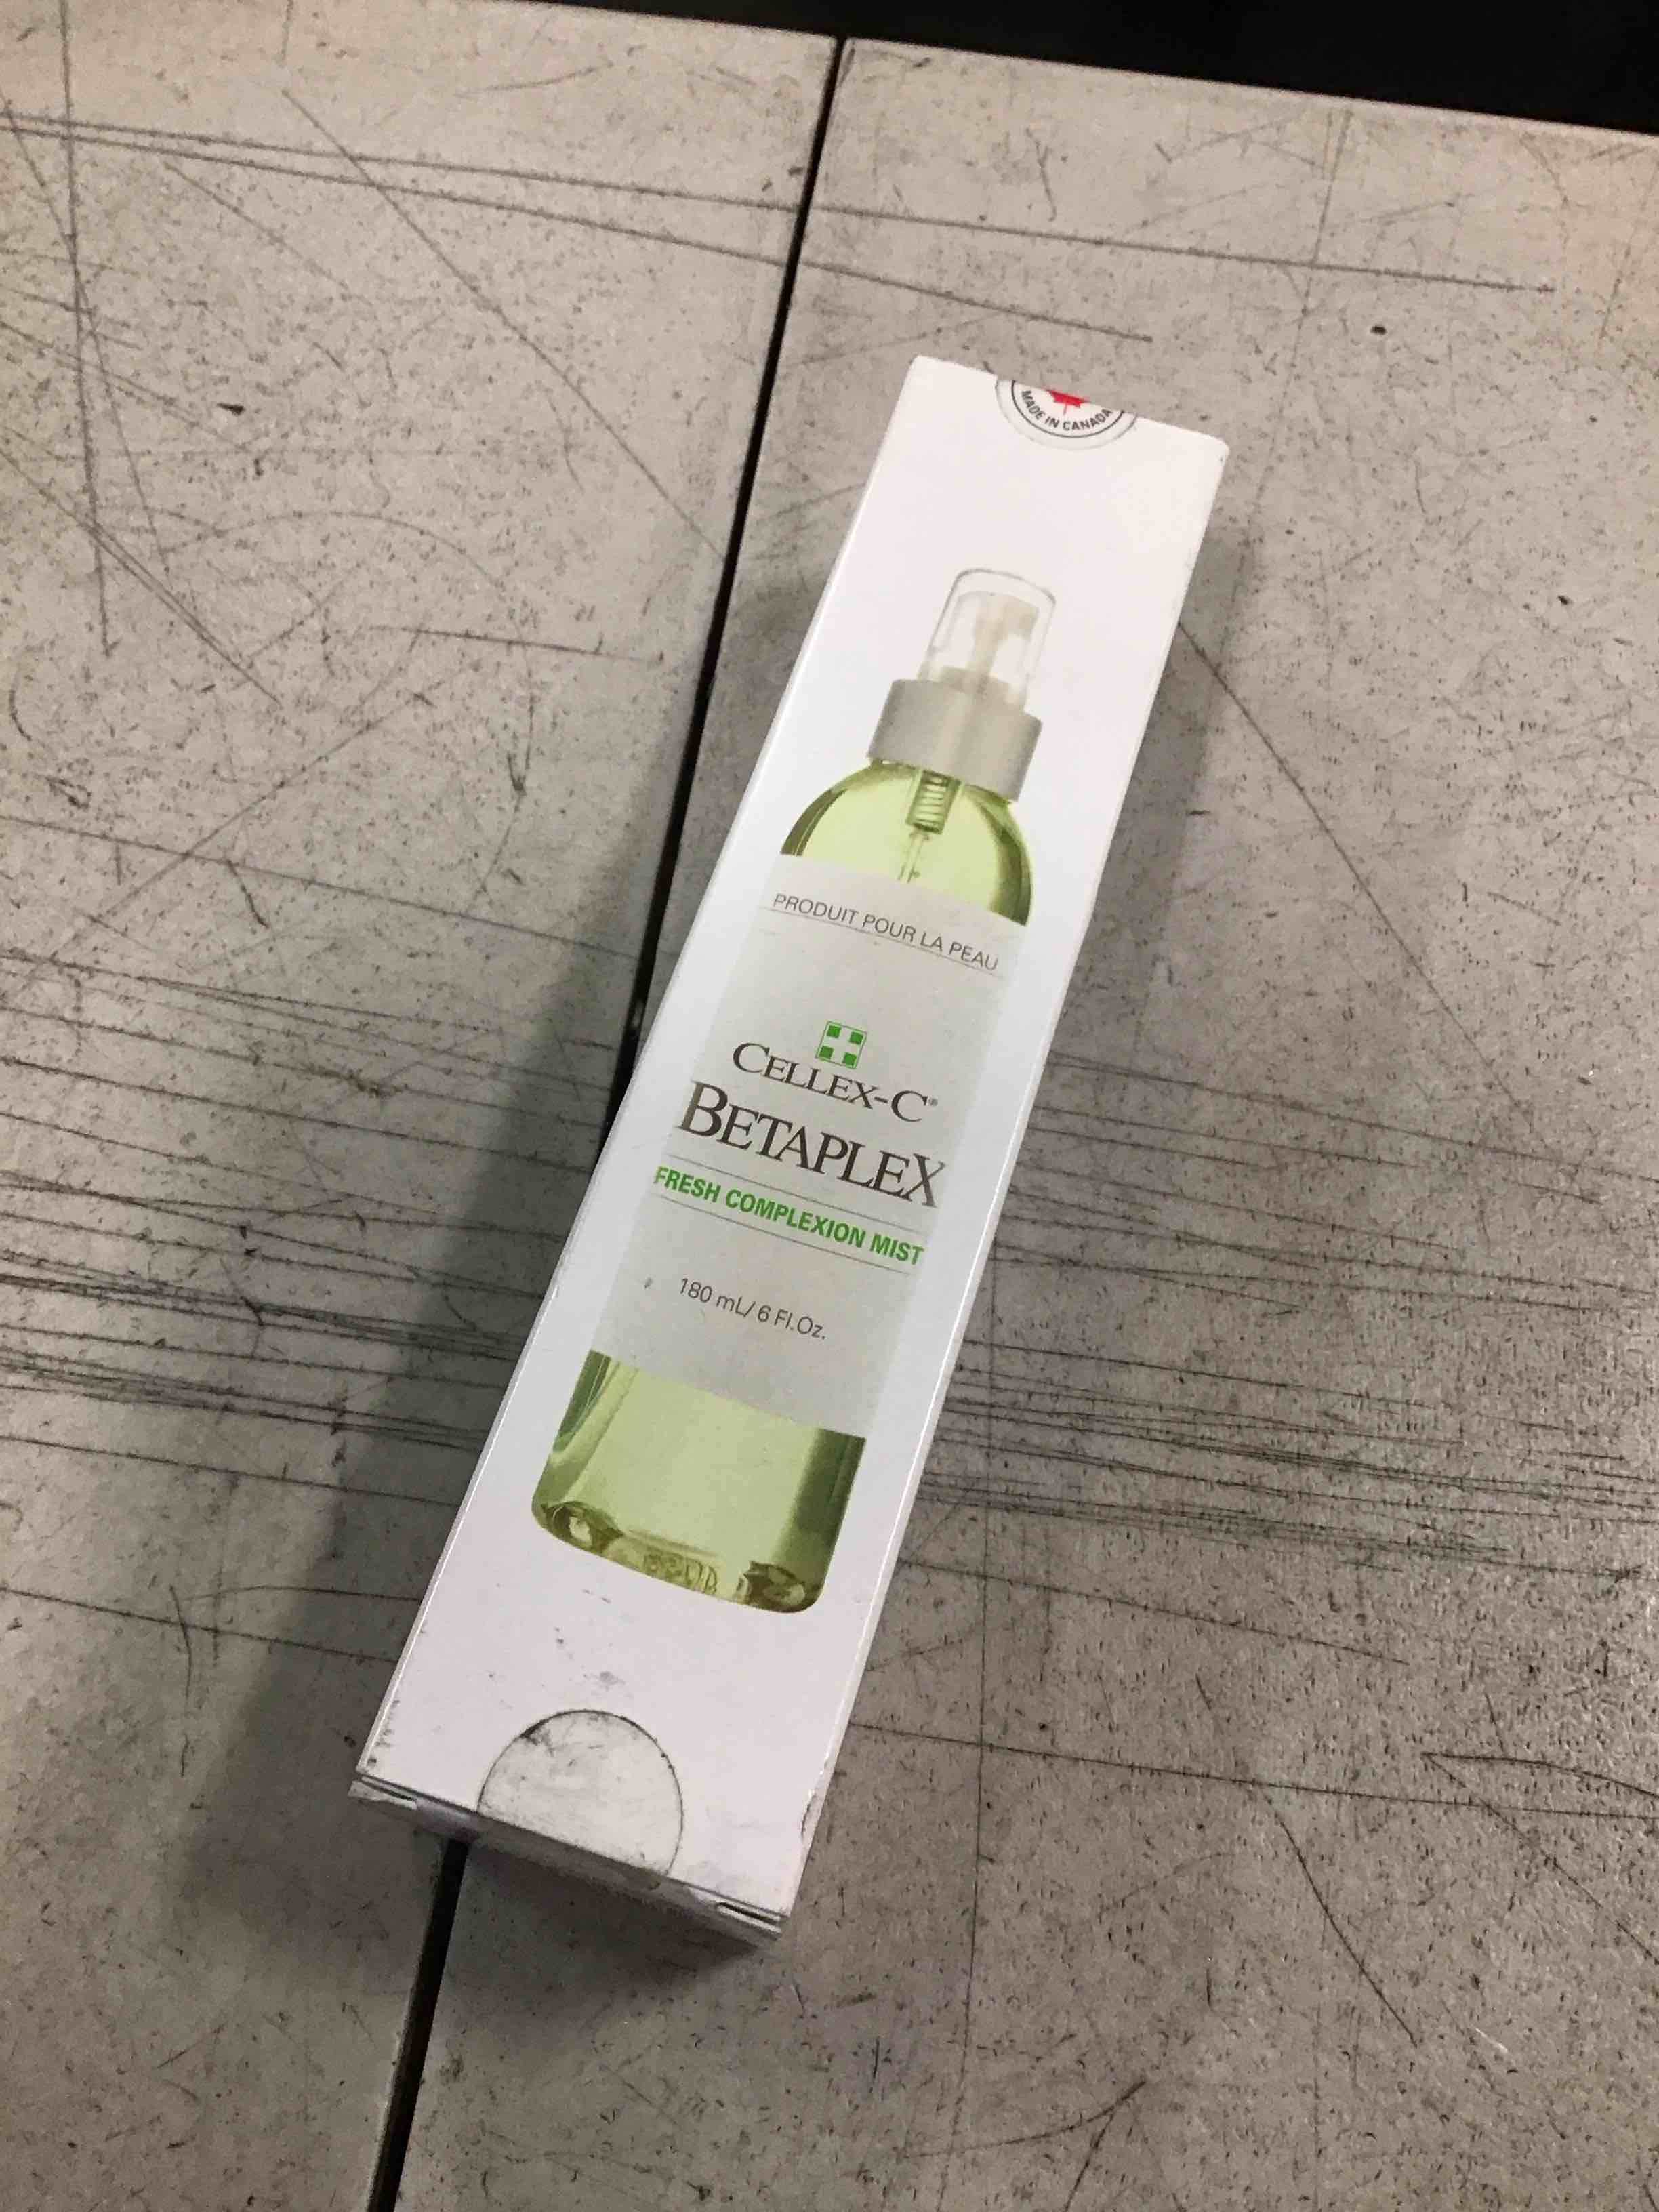 MADE IN CANADA
PRODUIT POUR LA PEAU
CELLEX-C®
BETAPLEX
FRESH COMPLEXION MIST
180 mL/ 6 Fl.Oz.